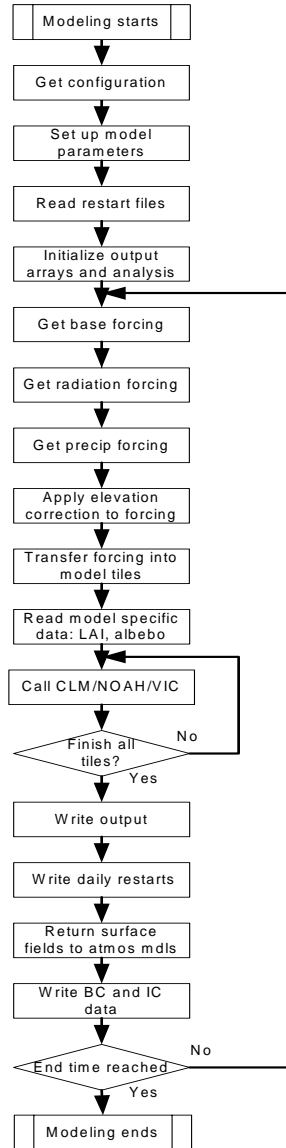 Modeling starts
Get configuration
Set up model
parameters
Read restart files
Initialize output
arrays and analysis
Get base forcing
Get radiation forcing
Get precip forcing
Apply elevation
correction to forcing
Transfer forcing into
model tiles
Read model specific
data: LAI, albebo
Call CLM/NOAH/VIC
No
Finish all
tiles?
Yes
Write output
Write daily restarts
Return surface
fields to atmos mdls
Write BC and IC
data
No
End time reached
Yes
Modeling ends